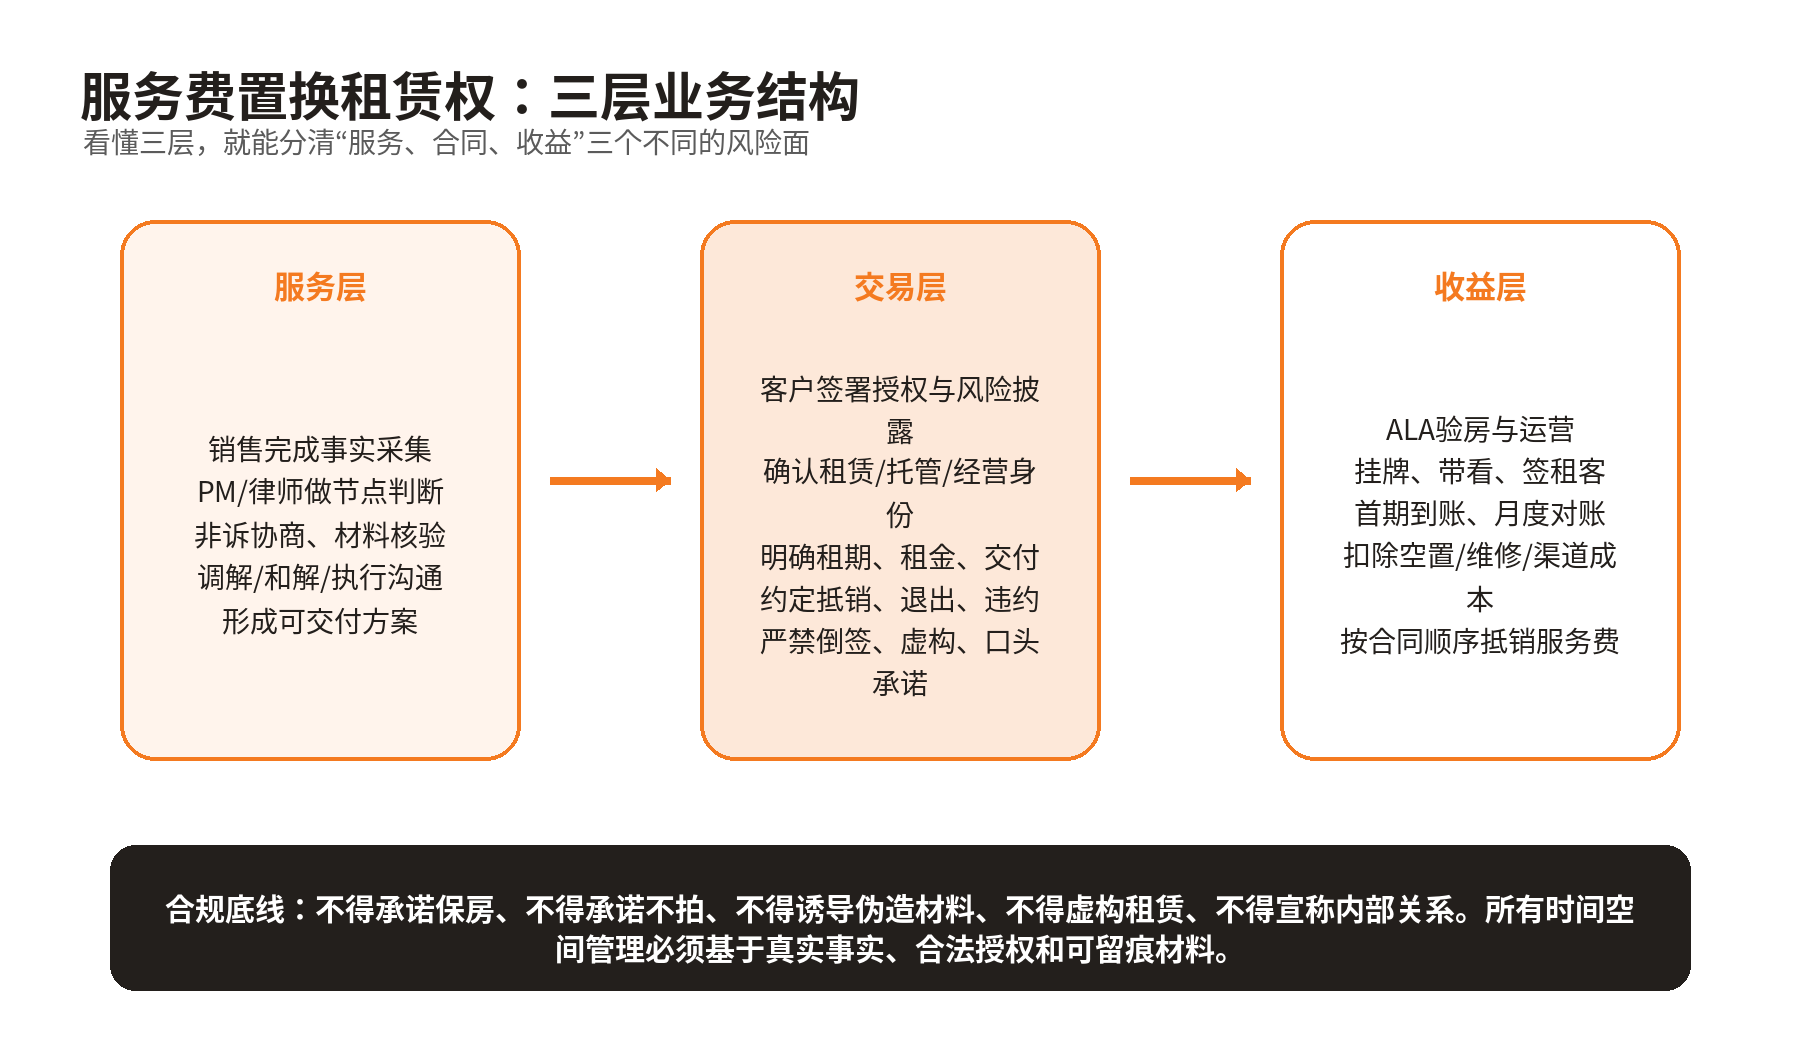 服务费置换租赁权：三层业务结构
看懂三层，就能分清“服务、合同、收益”三个不同的风险面
服务层
销售完成事实采集
PM/律师做节点判断
非诉协商、材料核验
调解/和解/执行沟通
形成可交付方案
交易层
客户签署授权与风险披
露
确认租赁/托管/经营身
份
明确租期、租金、交付
约定抵销、退出、违约
严禁倒签、虚构、口头
承诺
收益层
ALA验房与运营
挂牌、带看、签租客
首期到账、月度对账
扣除空置/维修/渠道成
本
按合同顺序抵销服务费
合规底线：不得承诺保房、不得承诺不拍、不得诱导伪造材料、不得虚构租赁、不得宣称内部关系。所有时间空
间管理必须基于真实事实、合法授权和可留痕材料。